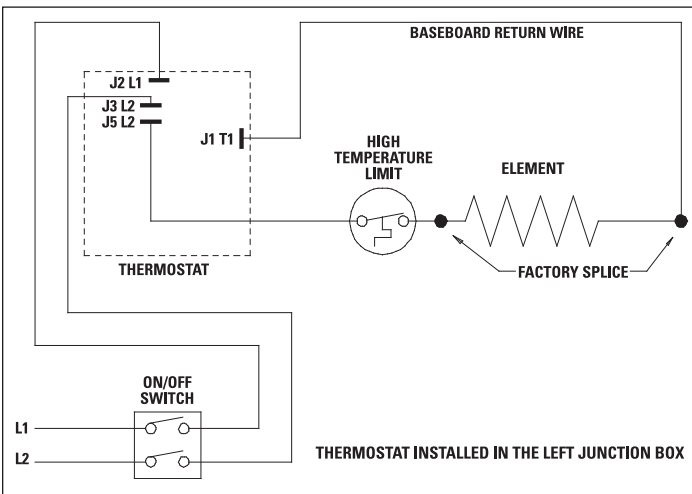 BASEBOARD RETURN WIRE
J2 L1
J3 L2
J5 L2
J1 T1
HIGH
TEMPERATURE
LIMIT
ELEMENT
THERMOSTAT
FACTORY SPLICE
ON/OFF
SWITCH
L1
L2
THERMOSTAT INSTALLED IN THE LEFT JUNCTION BOX